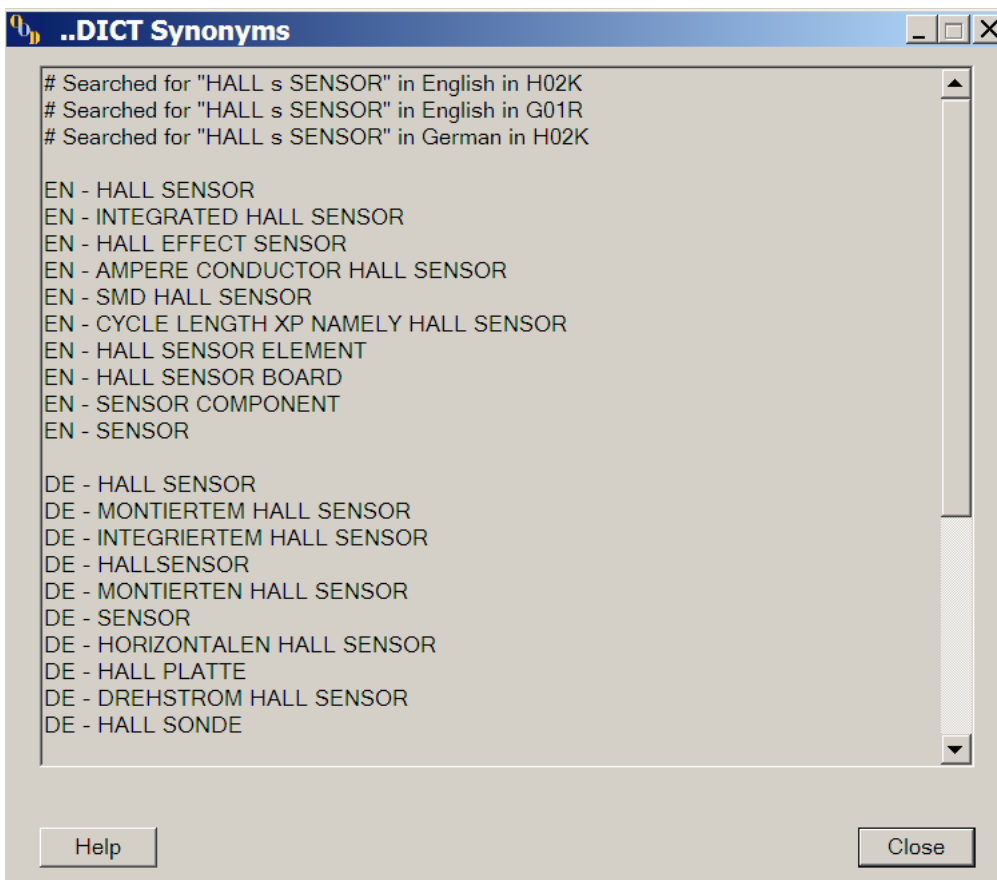 ..DICT Synonyms
# Searched for "HALL s SENSOR" in English in H02K
# Searched for "HALL s SENSOR" in English in G01R
# Searched for "HALL s SENSOR" in German in H02K
EN - HALL SENSOR
EN - INTEGRATED HALL SENSOR
EN - HALL EFFECT SENSOR
EN - AMPERE CONDUCTOR HALL SENSOR
EN - SMD HALL SENSOR
EN - CYCLE LENGTH XP NAMELY HALL SENSOR
EN - HALL SENSOR ELEMENT
EN - HALL SENSOR BOARD
EN - SENSOR COMPONENT
EN - SENSOR
DE - HALL SENSOR
DE - MONTIERTEM HALL SENSOR
DE - INTEGRIERTEM HALL SENSOR
DE - HALLSENSOR
DE - MONTIERTEN HALL SENSOR
DE - SENSOR
DE - HORIZONTALEN HALL SENSOR
DE - HALL PLATTE
DE - DREHSTROM HALL SENSOR
DE - HALL SONDE
Help
Close